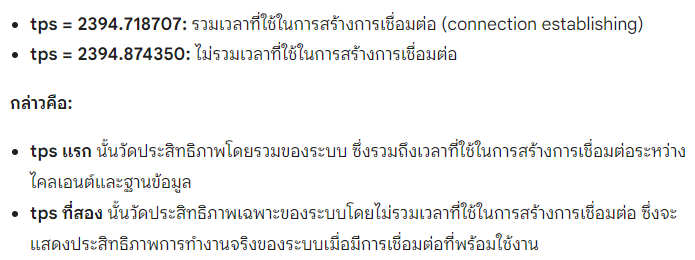 • tps = 2394.718707: รวมเวลาที่ใช้ในการสร้างการเชื่อมต่อ (connection establishing)
• tps = 2394.874350: ไม่รวมเวลาที่ใช้ในการสร้างการเชื่อมต่อ
กล่าวคือ:
• tps แรก นั้นวัดประสิทธิภาพโดยรวมของระบบ ซึ่งรวมถึงเวลาที่ใช้ในการสร้างการเชื่อมต่อระหว่าง
ไคลเอนต์และฐานข้อมูล
• tps ที่สอง นั้นวัดประสิทธิภาพเฉพาะของระบบโดยไม่รวมเวลาที่ใช้ในการสร้างการเชื่อมต่อ ซึ่งจะ
แสดงประสิทธิภาพการทำงานจริงของระบบเมื่อมีการเชื่อมต่อที่พร้อมใช้งาน